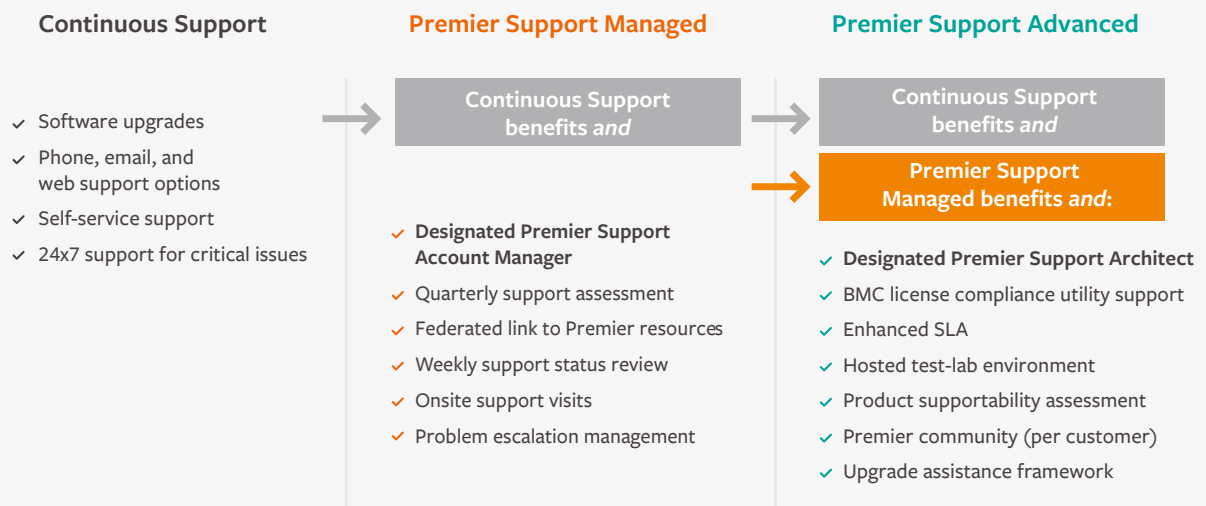 Continuous Support
Software upgrades
Phone, email, and
web support options
Self-service support
24x7 support for critical issues
Premier Support Managed
Continuous Support
benefits and
Designated Premier Support
Account Manager
Quarterly support assessment
Federated link to Premier resources
Weekly support status review
Onsite support visits
Problem escalation management
Premier Support Advanced
Continuous Support
benefits and
Premier Support
Managed benefits and:
Designated Premier Support Architect
BMC license compliance utility support
Enhanced SLA
Hosted test-lab environment
Product supportability assessment
Premier community (per customer)
Upgrade assistance framework